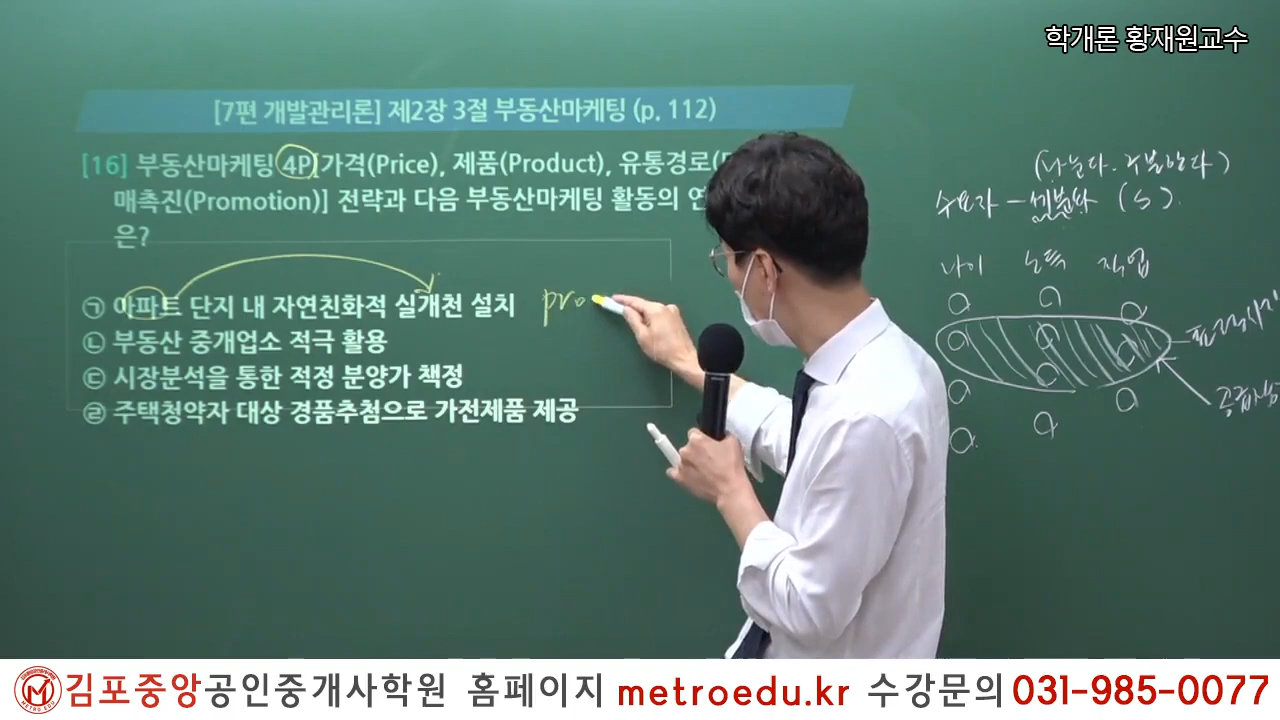 학개론 황재원교수
[7편 개발관리론] 제2장 3절 부동산마케팅 (p. 112)
[16] 부동산마케팅 4P[가격(Price), 제품(Product), 유통경로(
매촉진(Promotion)] 전략과 다음 부동산마케팅 활동의 연
은?
㉠ 아파트 단지 내 자연친화적 실개천 설치
pro
㉡ 부동산 중개업소 적극 활용
㉢ 시장분석을 통한 적정 분양가 책정
㉣ 주택청약자 대상 경품추첨으로 가전제품 제공
(나눈다. 구분한다)
수요자 - 세분화 (S).
나이 소득 직업
표적시장
김포중앙공인중개사학원 홈페이지 metroedu.kr 수강문의 031-985-0077